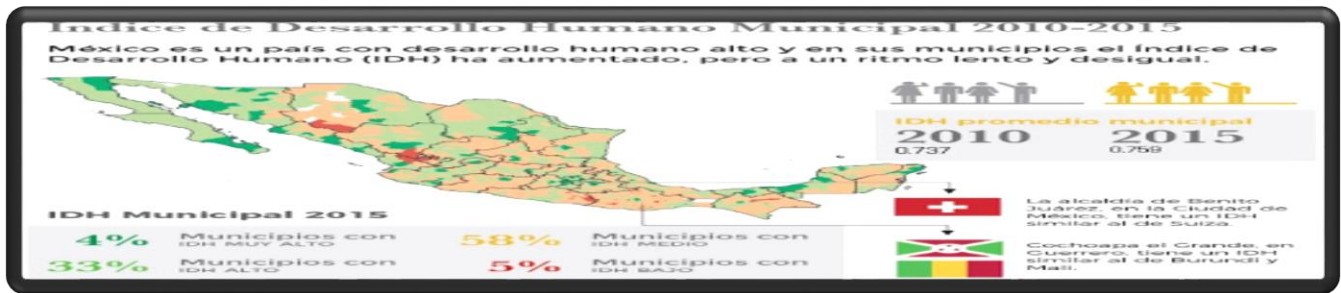 Indice de Desarrollo Humano Municipal 2010-2015
México es un país con desarrollo humano alto y en sus municipios el Índice de
Desarrollo Humano (IDH) ha aumentado, pero a un ritmo lento y desigual.
IDH promedio municipal
2010 2015
0.737 0.759
IDH Municipal 2015
4% Municipios con
IDH MUY ALTO
58% Municipios con
IDH MEDIO
33% Municipios con
IDH ALTO
5% Municipios con
IDH BAJO
La alcaldía de Benito
Juárez, en la Ciudad de
México, tiene un IDH
similar al de Suiza.
Cochoapa el Grande, en
Guerrero, tiene un IDH
similar al de Burundi y
Mali.